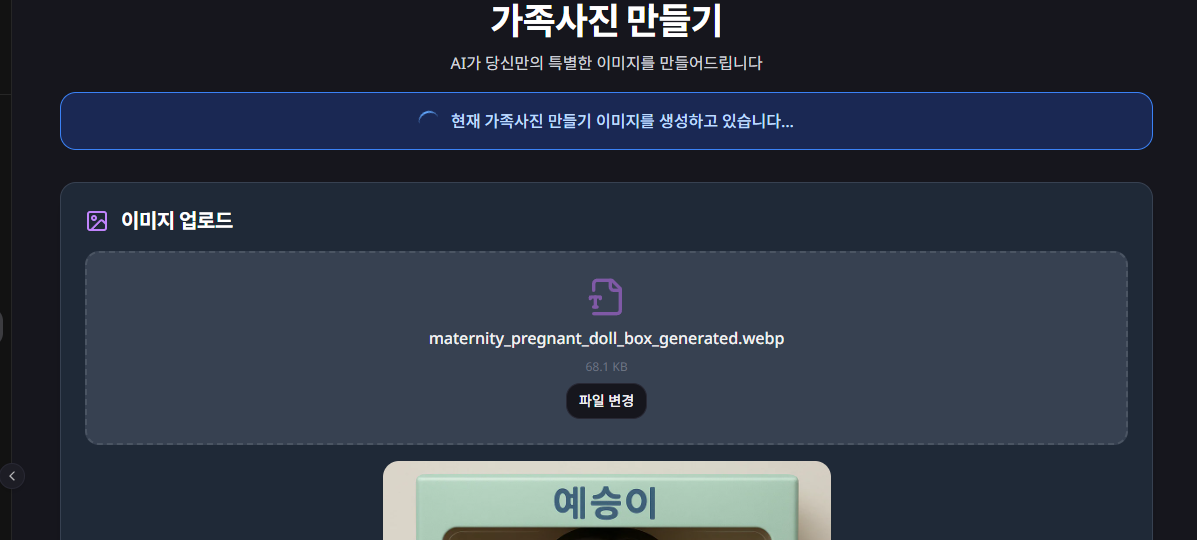 가족사진 만들기
AI가 당신만의 특별한 이미지를 만들어드립니다
현재 가족사진 만들기 이미지를 생성하고 있습니다...
이미지 업로드
maternity_pregnant_doll_box_generated.webp
68.1 KB
파일 변경
예승이